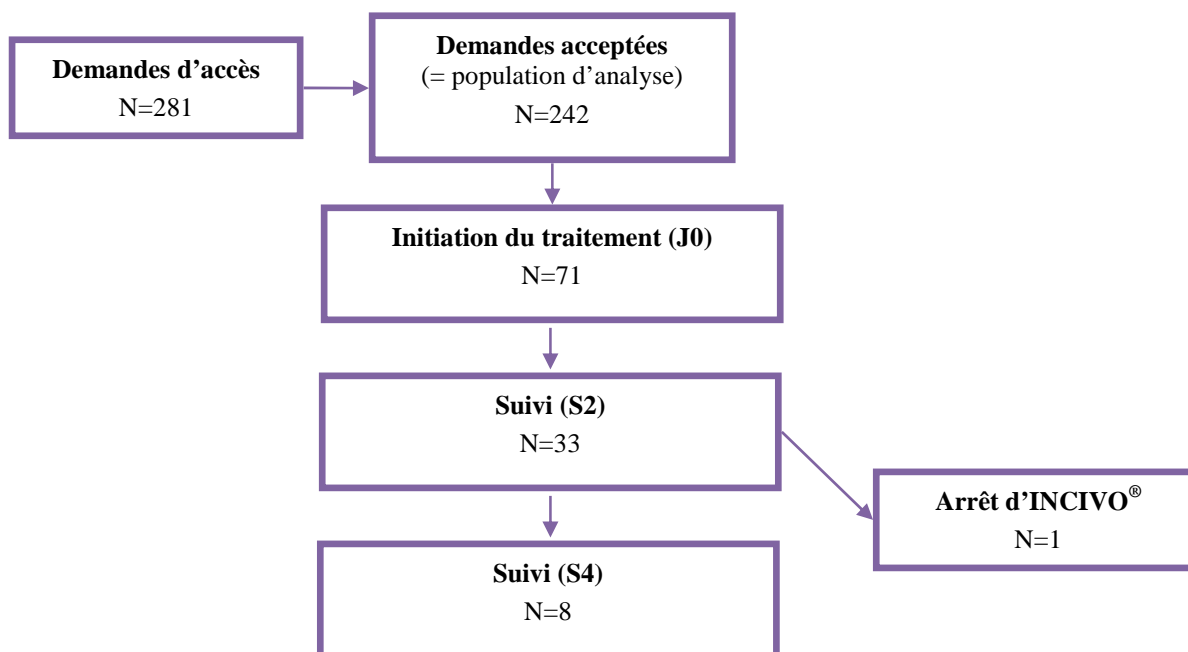 Demandes d'accès
N=281
Demandes acceptées
(= population d'analyse)
N=242
Initiation du traitement (J0)
N=71
Suivi (S2)
N=33
Arrêt d'INCIVO®
N=1
Suivi (S4)
N=8